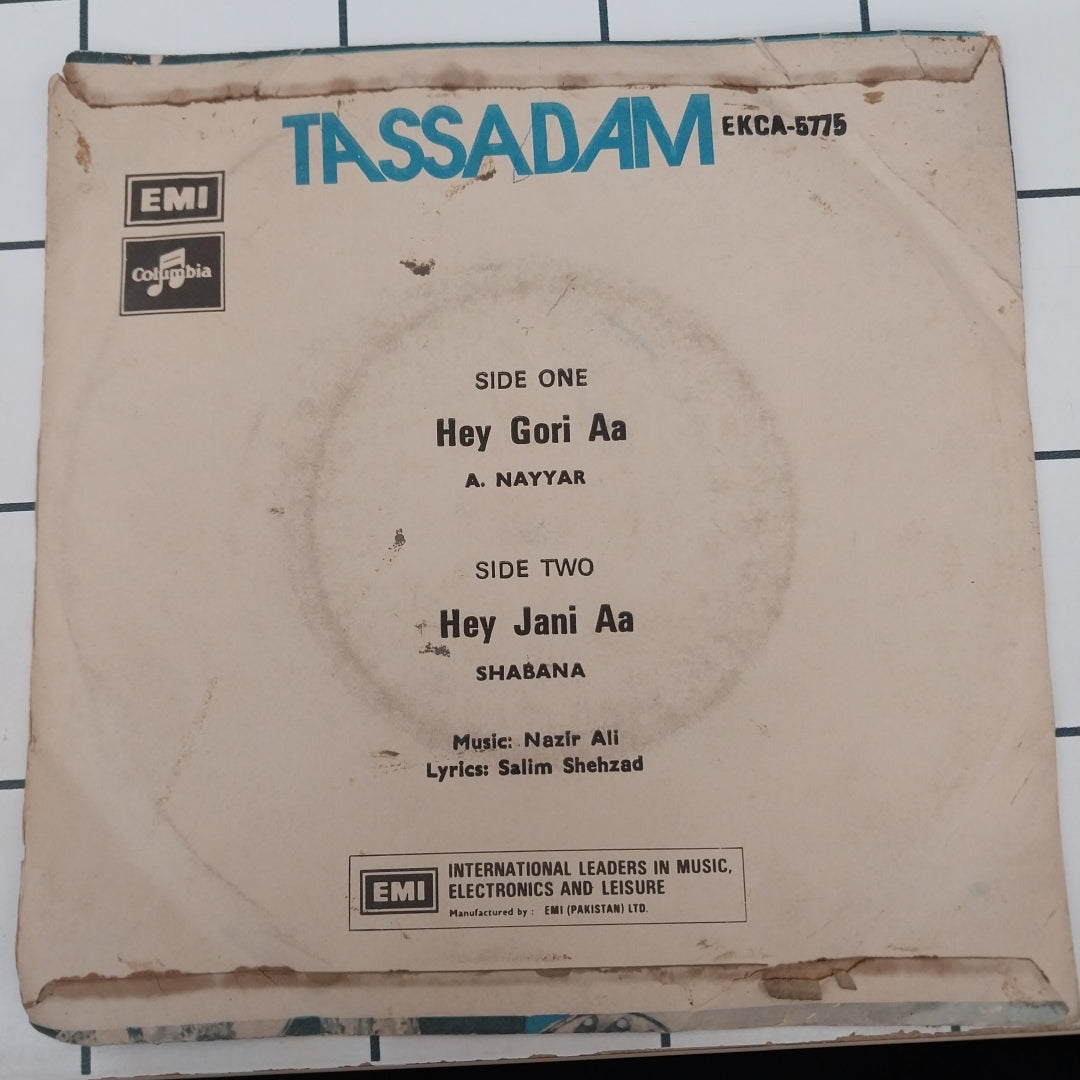 TASSADAM
EKCA-5775
EMI
Columbia
SIDE ONE
Hey Gori Aa
A. NAYYAR
SIDE TWO
Hey Jani Aa
SHABANA
Music: Nazir Ali
Lyrics: Salim Shehzad
EMI
INTERNATIONAL LEADERS IN MUSIC,
ELECTRONICS AND LEISURE
Manufactured by : EMI (PAKISTAN) LTD.